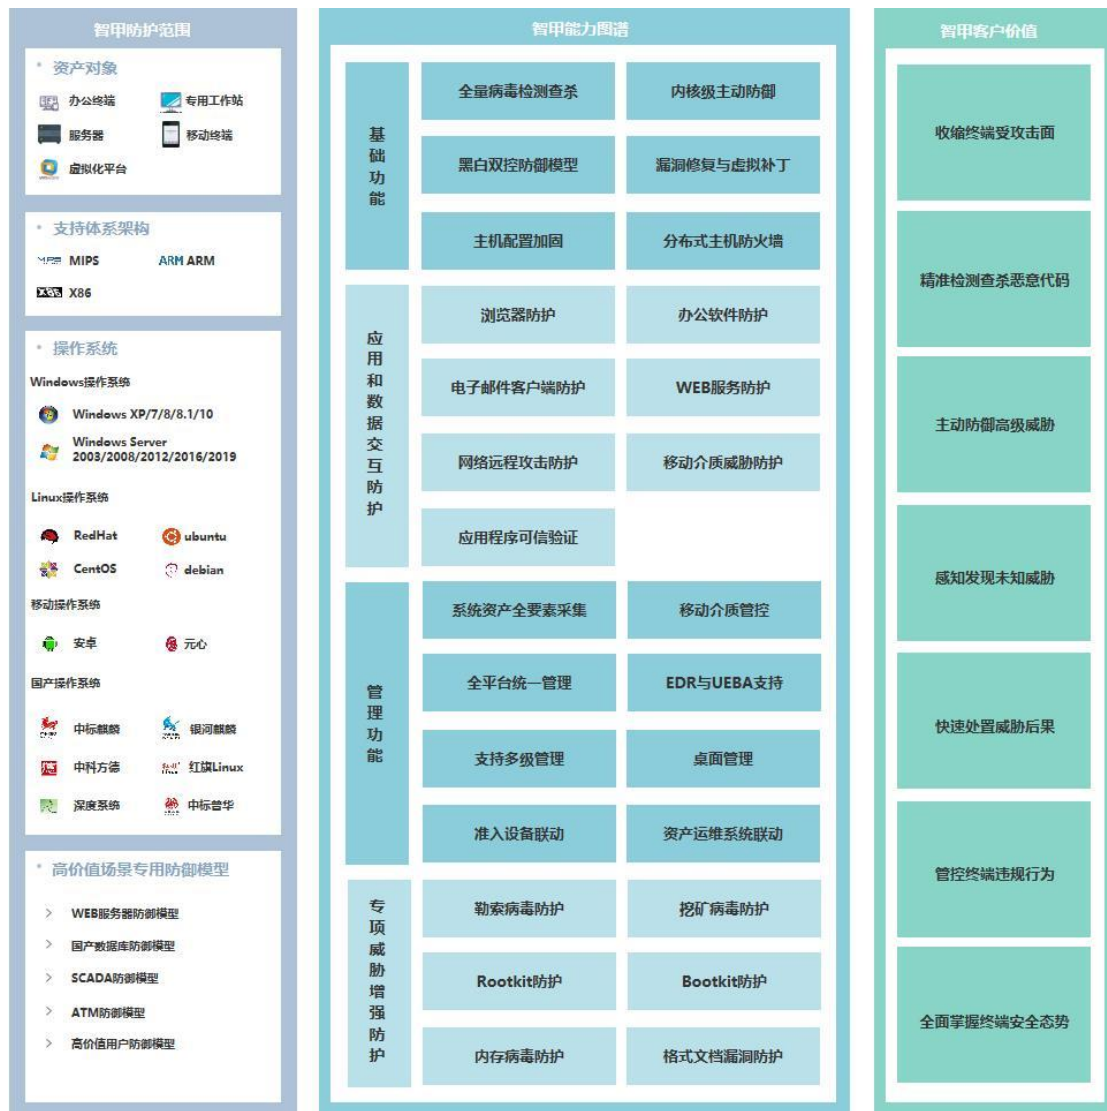 智甲防护范围
资产对象
办公终端
专用工作站
服务器
移动终端
虚拟化平台
支持体系架构
MIPS
ARM ARM
X86 X86
操作系统
Windows操作系统
Windows XP/7/8/8.1/10
Windows Server
2003/2008/2012/2016/2019
Linux操作系统
RedHat
ubuntu
CentOS
debian
移动操作系统
安卓
元心
国产操作系统
中标麒麟
银河麒麟
中科方德
红旗Linux
深度系统
中标普华
高价值场景专用防御模型
WEB服务器防御模型
国产数据库防御模型
SCADA防御模型
ATM防御模型
高价值用户防御模型
智甲能力图谱
基础功能
全量病毒检测查杀
内核级主动防御
黑白双控防御模型
漏洞修复与虚拟补丁
主机配置加固
分布式主机防火墙
应用和数据交互防护
浏览器防护
办公软件防护
电子邮件客户端防护
WEB服务防护
网络远程攻击防护
移动介质威胁防护
应用程序可信验证
管理功能
系统资产全要素采集
移动介质管控
全平台统一管理
EDR与UEBA支持
支持多级管理
桌面管理
准入设备联动
资产运维系统联动
专项威胁增强防护
勒索病毒防护
挖矿病毒防护
Rootkit防护
Bootkit防护
内存病毒防护
格式文档漏洞防护
智甲客户价值
收缩终端受攻击面
精准检测查杀恶意代码
主动防御高级威胁
感知发现未知威胁
快速处置威胁后果
管控终端违规行为
全面掌握终端安全态势